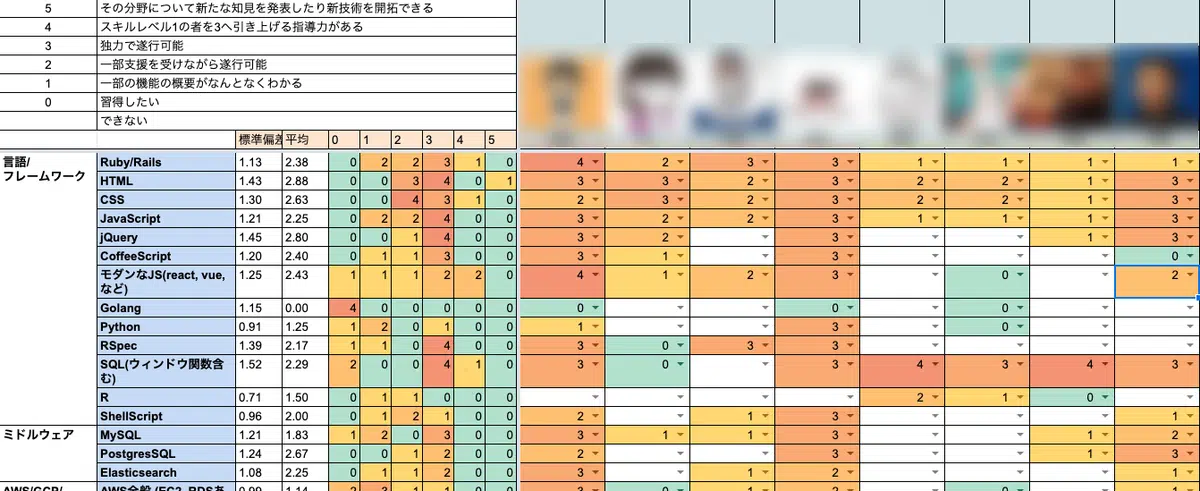 5 その分野について新たな知見を発表したり新技術を開拓できる
4 スキルレベル1の者を3へ引き上げる指導力がある
3 独力で遂行可能
2 一部支援を受けながら遂行可能
1 一部の機能の概要がなんとなくわかる
0 習得したい
できない
標準偏差 平均 0 1 2 3 4 5
言語/
フレームワーク
Ruby/Rails 1.13 2.38 0 2 2 3 1 0 4 2 3 3 1 1 1 1
HTML 1.43 2.88 0 0 3 4 0 1 3 3 2 3 2 2 1 3
CSS 1.30 2.63 0 0 4 3 1 0 2 3 2 3 2 2 1 3
JavaScript 1.21 2.25 0 2 2 4 0 0 3 2 2 3 1 1 1 3
jQuery 1.45 2.80 0 0 1 4 0 0 3 2 3 1 3
CoffeeScript 1.20 2.40 0 1 1 3 0 0 3 1 3 0
モダンなJS(react, vue,
など) 1.25 2.43 1 1 1 2 2 0 4 1 2 3 0 2
Golang 1.15 0.00 4 0 0 0 0 0 0 0 0
Python 0.91 1.25 1 2 0 1 0 0 1 3 0
RSpec 1.39 2.17 1 1 0 4 0 0 3 0 3 3
SQL(ウィンドウ関数含
む) 1.52 2.29 2 0 0 4 1 0 3 0 3 4 3 4 3
R 0.71 1.50 0 1 1 0 0 0 2 1 0
ShellScript 0.96 2.00 0 1 2 1 0 0 2 1 3 1
ミドルウェア
MySQL 1.21 1.83 1 2 0 3 0 0 3 1 1 3 1 2
PostgresSQL 1.24 2.67 0 0 1 2 0 0 2 3 1 3
Elasticsearch 1.08 2.25 0 1 1 2 0 0 3 1 2 1